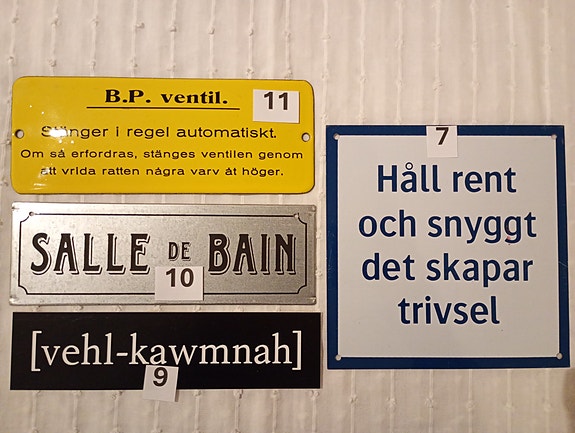 B.P. ventil.
11
Stänger i regel automatiskt.
Om så erfordras, stänges ventilen genom
att vrida ratten några varv åt höger.
SALLE DE BAIN
10
[vehl-kawmnah]
9
7
Håll rent
och snyggt
det skapar
trivsel